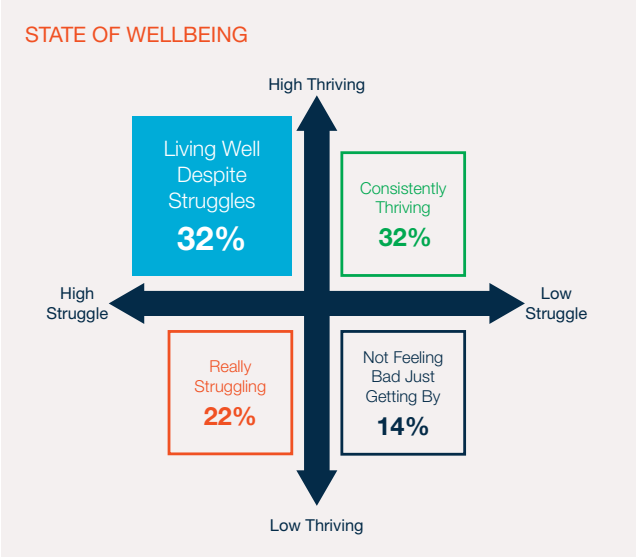 STATE OF WELLBEING
High Thriving
Living Well
Despite
Struggles
32%
Consistently
Thriving
32%
High
Struggle
Low
Struggle
Really
Struggling
22%
Not Feeling
Bad Just
Getting By
14%
Low Thriving